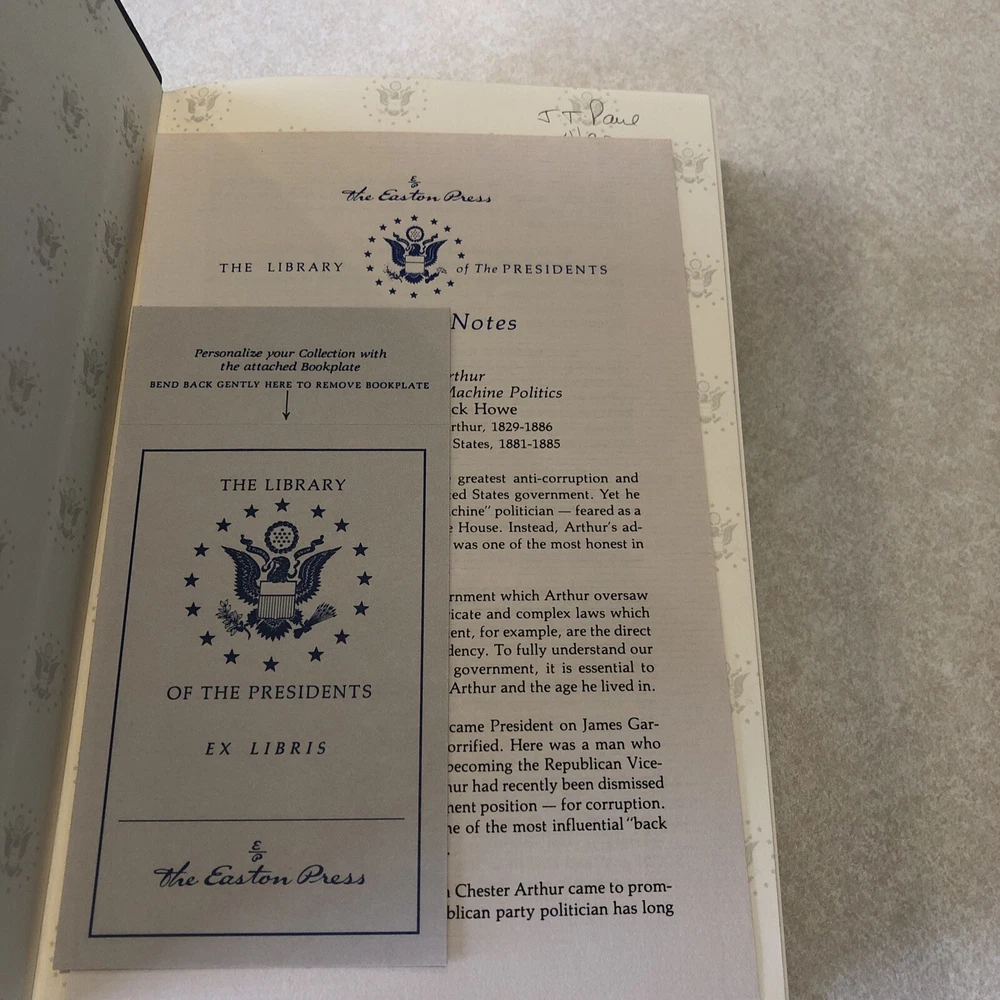 J T
The Easton Press
THE LIBRARY of The PRESIDENTS
Notes
Personalize your Collection with
the attached Bookplate
BEND BACK GENTLY HERE TO REMOVE BOOKPLATE
THE LIBRARY
OF THE PRESIDENTS
EX LIBRIS
The Easton Press
rthur
Machine Politics
ck Howe
rthur, 1829-1886
States, 1881-1885
greatest anti-corruption and
ted States government. Yet he
chine" politician — feared as a
e House. Instead, Arthur's ad-
was one of the most honest in
rnment which Arthur oversaw
icate and complex laws which
ent, for example, are the direct
dency. To fully understand our
government, it is essential to
Arthur and the age he lived in.
came President on James Gar-
orrified. Here was a man who
becoming the Republican Vice-
hur had recently been dismissed
ment position — for corruption.
ne of the most influential "back
Chester Arthur came to prom-
blican party politician has long